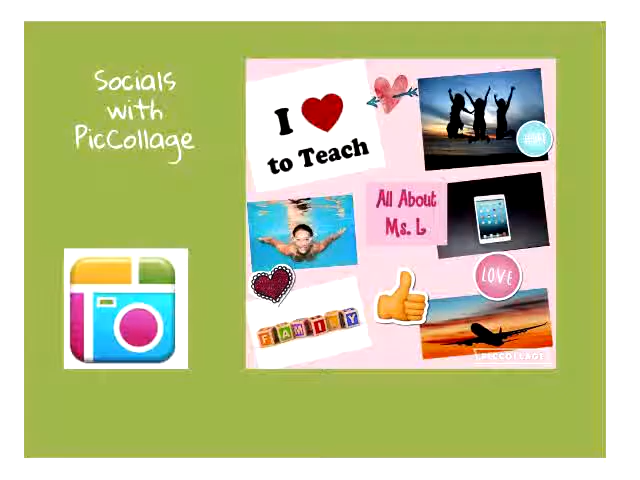 Socials
with
PicCollage
I
to Teach
All About
Ms. L
LOVE
FAMILY
PICCOLLAGE